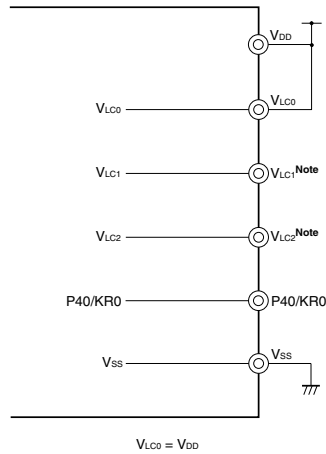 VDD
VLC0 VLC0
VLC1 VLC1Note
VLC2 VLC2Note
P40/KR0 P40/KR0
VSS VSS
VLC0 = VDD